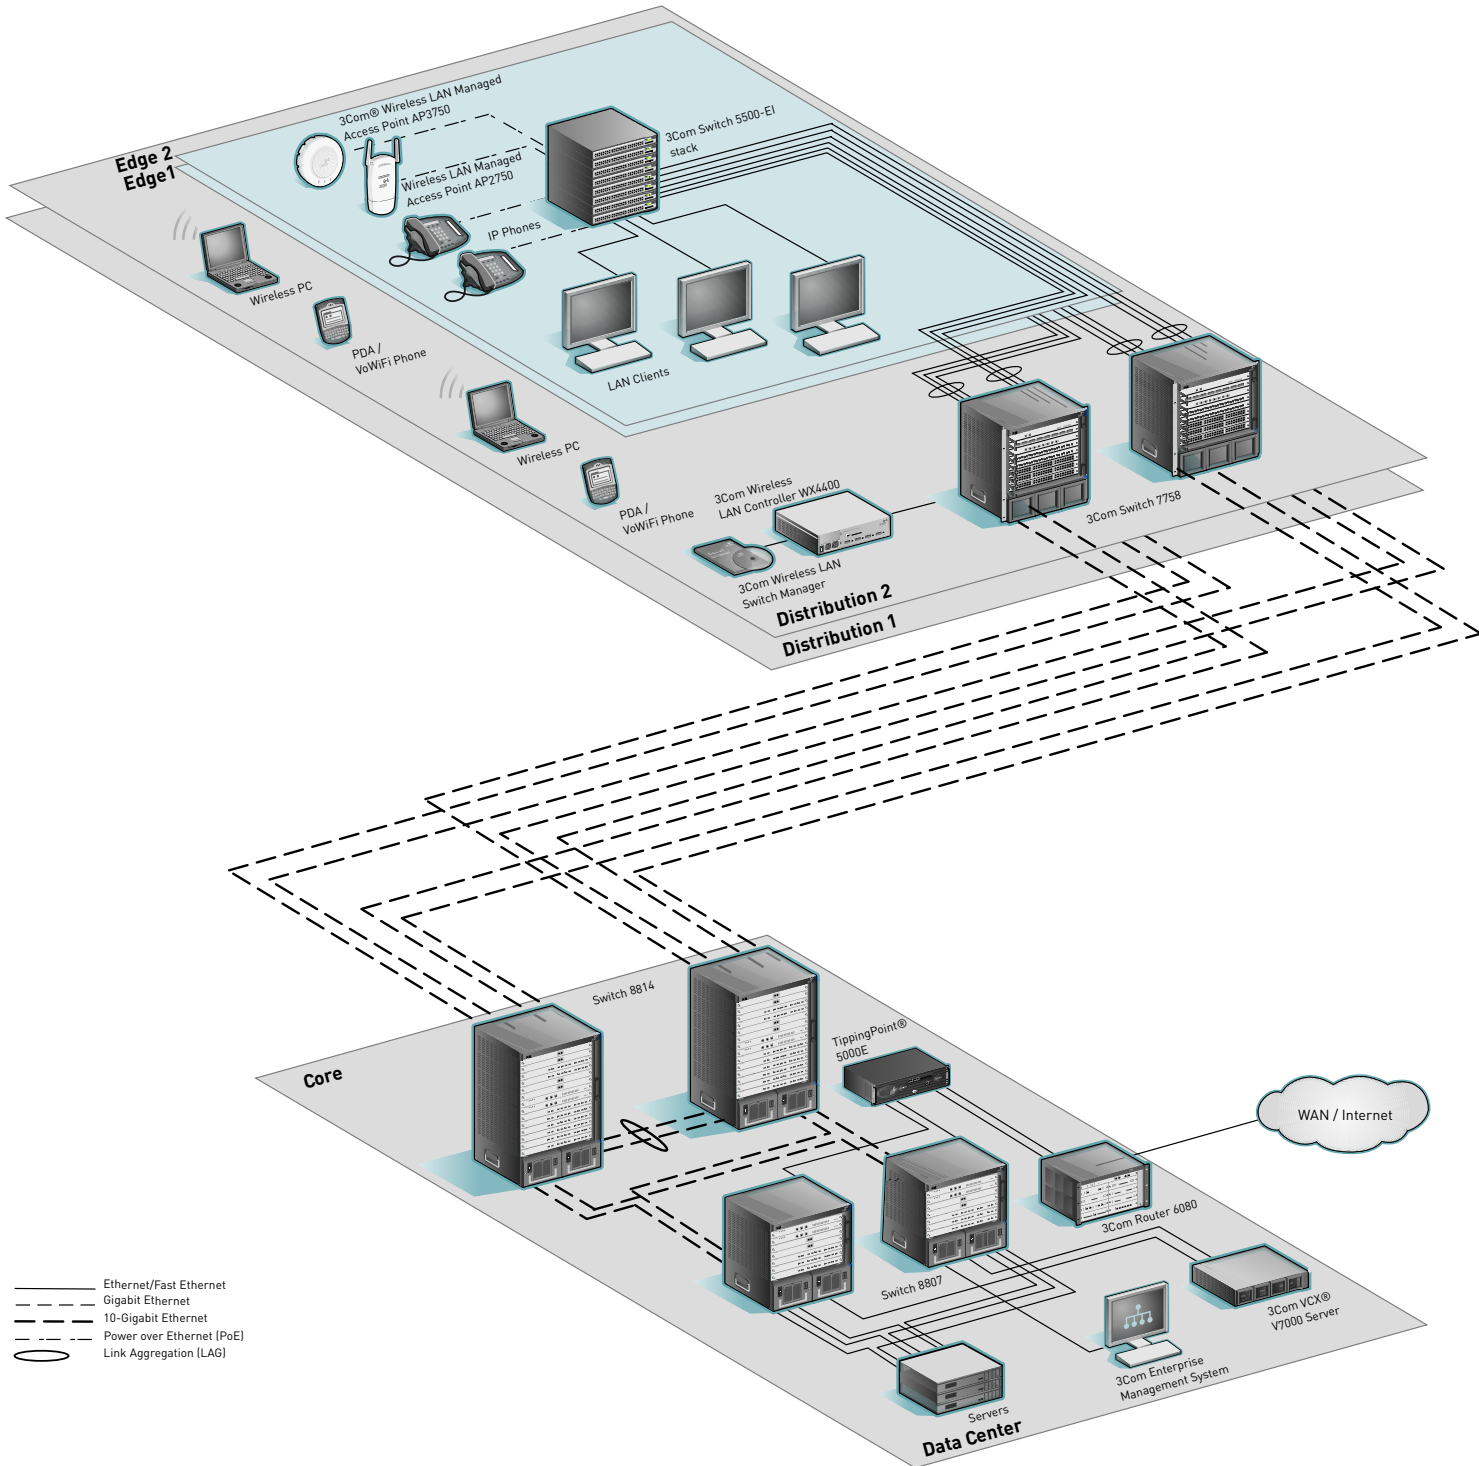 3Com® Wireless LAN Managed
Access Point AP3750
3Com Switch 5500-EI
stack
Edge 2
Edge1
Wireless LAN Managed
Access Point AP2750
IP Phones
Wireless PC
PDA /
VoWiFi Phone
LAN Clients
Wireless PC
PDA /
VoWiFi Phone
3Com Wireless
LAN Controller WX4400
3Com Switch 7758
3Com Wireless LAN
Switch Manager
Distribution 2
Distribution 1
Switch 8814
TippingPoint®
5000E
Core
WAN / Internet
3Com Router 6080
Switch 8807
3Com VCX®
V7000 Server
3Com Enterprise
Management System
Servers
Data Center
Ethernet/Fast Ethernet
Gigabit Ethernet
10-Gigabit Ethernet
Power over Ethernet (PoE)
Link Aggregation (LAG)